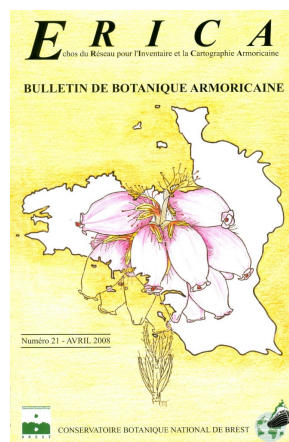 ERICA
Echos du Réseau pour l'Inventaire et la Cartographie Armoricaine
BULLETIN DE BOTANIQUE ARMORICAINE
Numéro 21 - AVRIL 2008
BREST
CONSERVATOIRE BOTANIQUE NATIONAL DE BREST